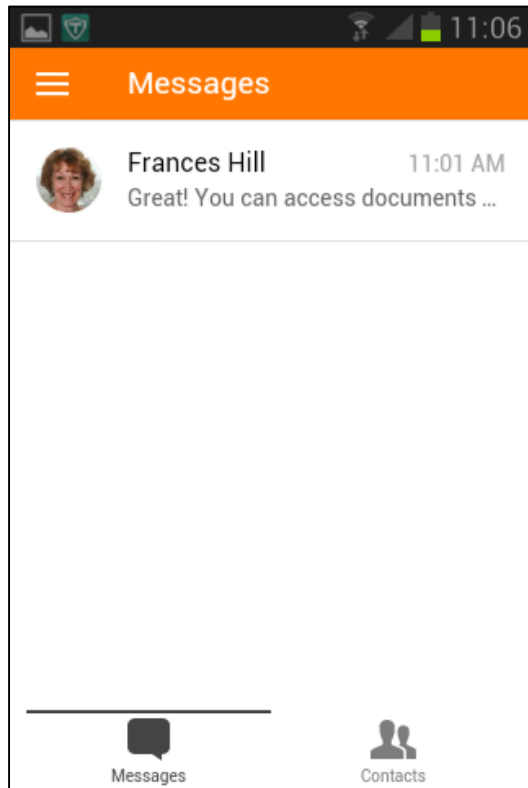 11:06
Messages
Frances Hill 11:01 AM
Great! You can access documents ...
Messages Contacts